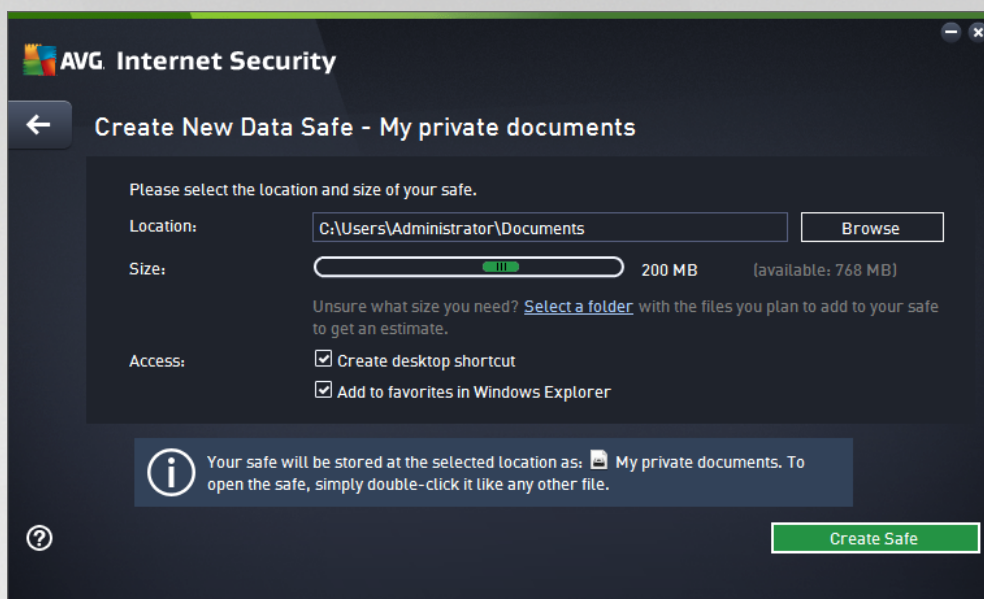 AVG. Internet Security
Create New Data Safe - My private documents
Please select the location and size of your safe.
Location: C:\Users\Administrator\Documents Browse
Size: 200 MB (available: 768 MB)
Unsure what size you need? Select a folder with the files you plan to add to your safe
to get an estimate.
Access: Create desktop shortcut
Add to favorites in Windows Explorer
Your safe will be stored at the selected location as: My private documents. To
open the safe, simply double-click it like any other file.
Create Safe